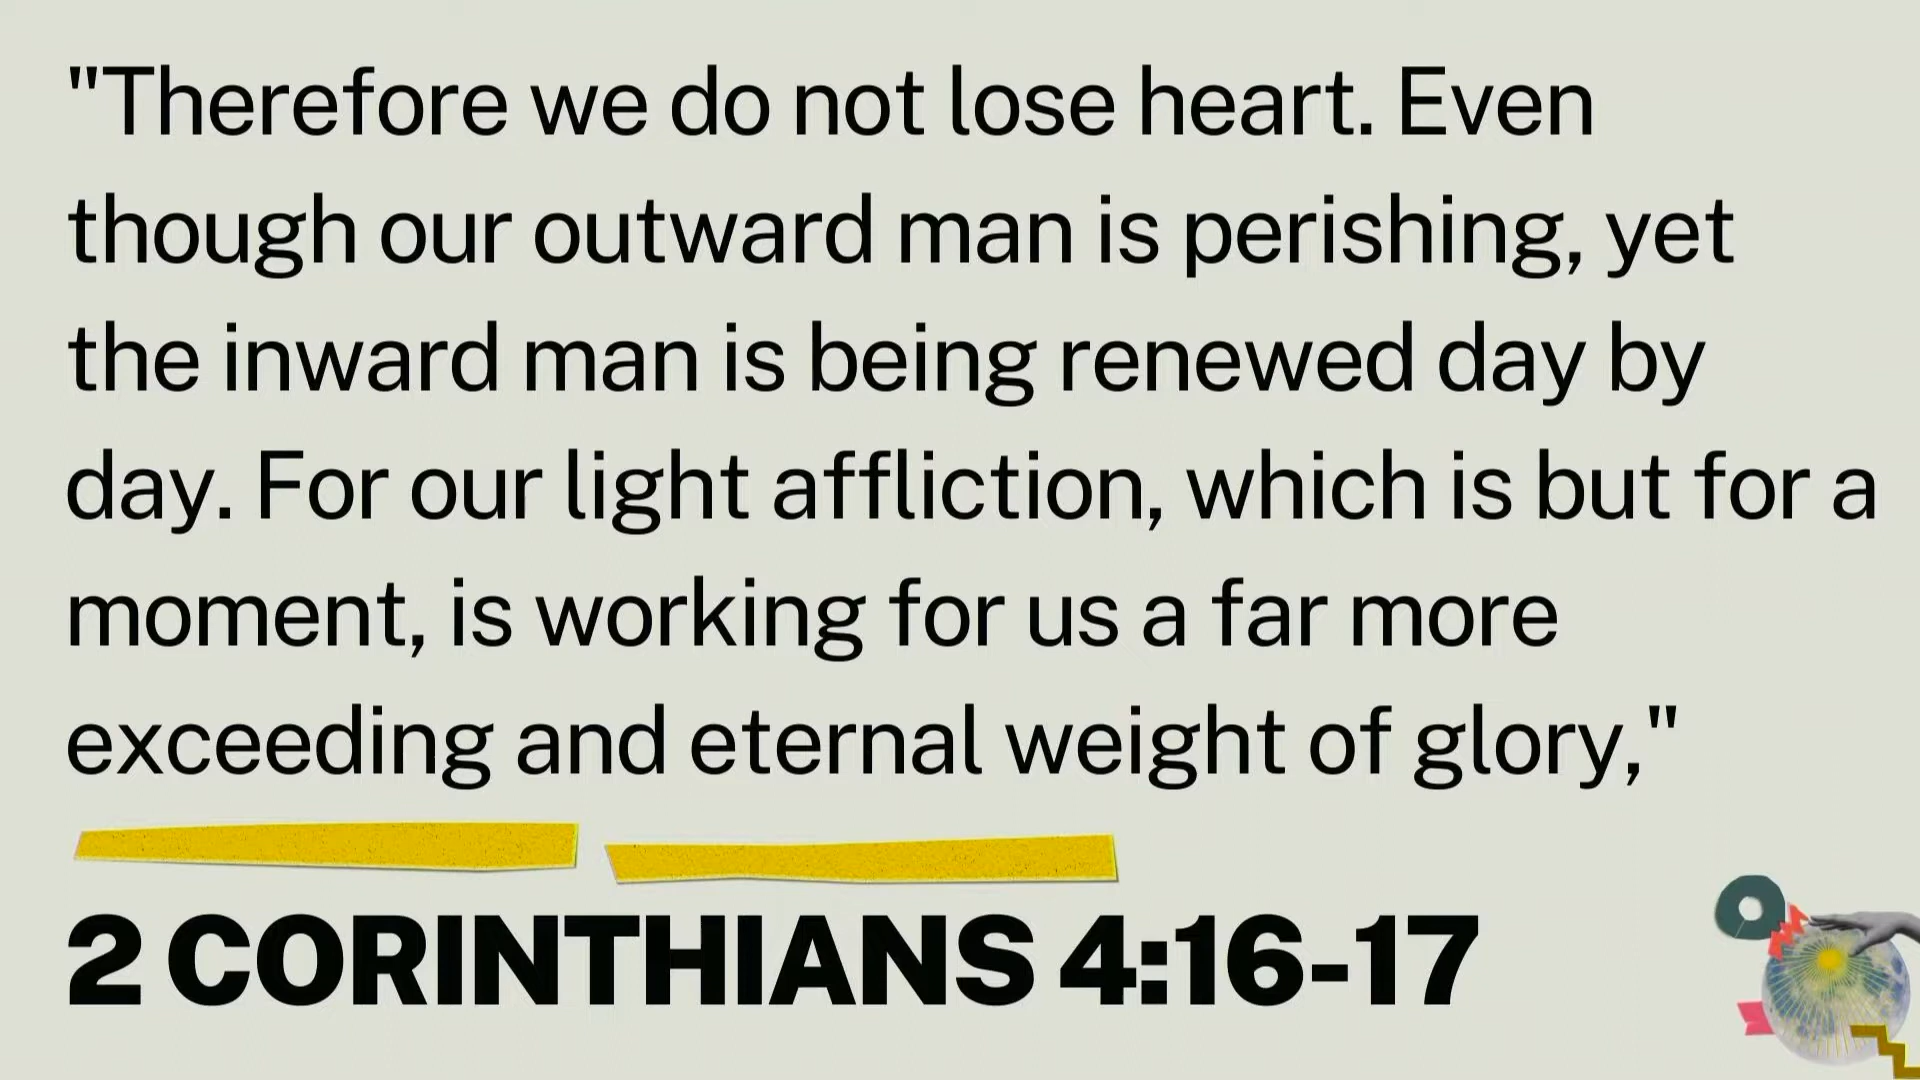 "Therefore we do not lose heart. Even
though our outward man is perishing, yet
the inward man is being renewed day by
day. For our light affliction, which is but for a
moment, is working for us a far more
exceeding and eternal weight of glory,"
2 CORINTHIANS 4:16-17